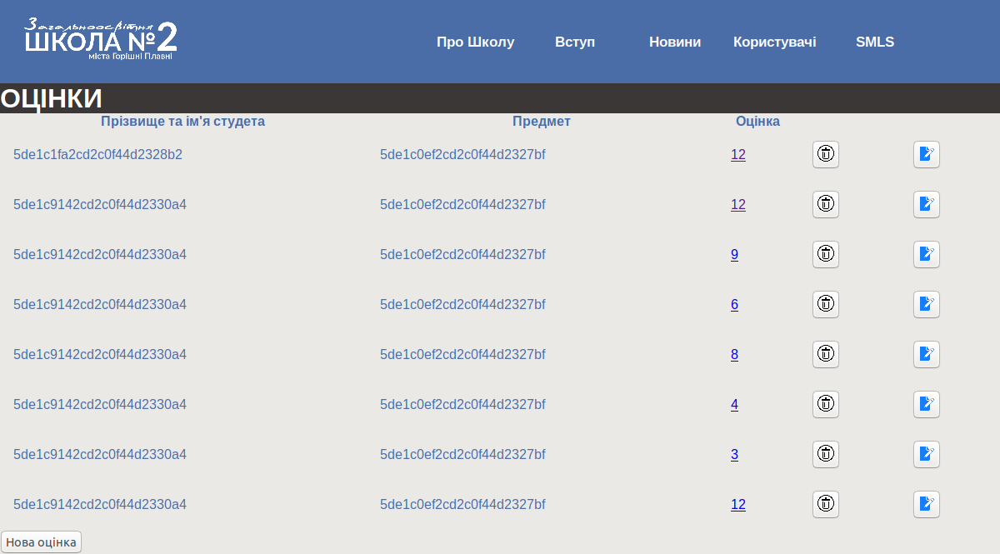 Загальноосвітня
ШКОЛА №2
міста Горішні Плавні
Про Школу Вступ Новини Користувачі SMLS
ОЦІНКИ
Прізвище та ім'я студета Предмет Оцінка
5de1c1fa2cd2c0f44d2328b2 5de1c0ef2cd2c0f44d2327bf 12
5de1c9142cd2c0f44d2330a4 5de1c0ef2cd2c0f44d2327bf 12
5de1c9142cd2c0f44d2330a4 5de1c0ef2cd2c0f44d2327bf 9
5de1c9142cd2c0f44d2330a4 5de1c0ef2cd2c0f44d2327bf 6
5de1c9142cd2c0f44d2330a4 5de1c0ef2cd2c0f44d2327bf 8
5de1c9142cd2c0f44d2330a4 5de1c0ef2cd2c0f44d2327bf 4
5de1c9142cd2c0f44d2330a4 5de1c0ef2cd2c0f44d2327bf 3
5de1c9142cd2c0f44d2330a4 5de1c0ef2cd2c0f44d2327bf 12
Нова оцінка